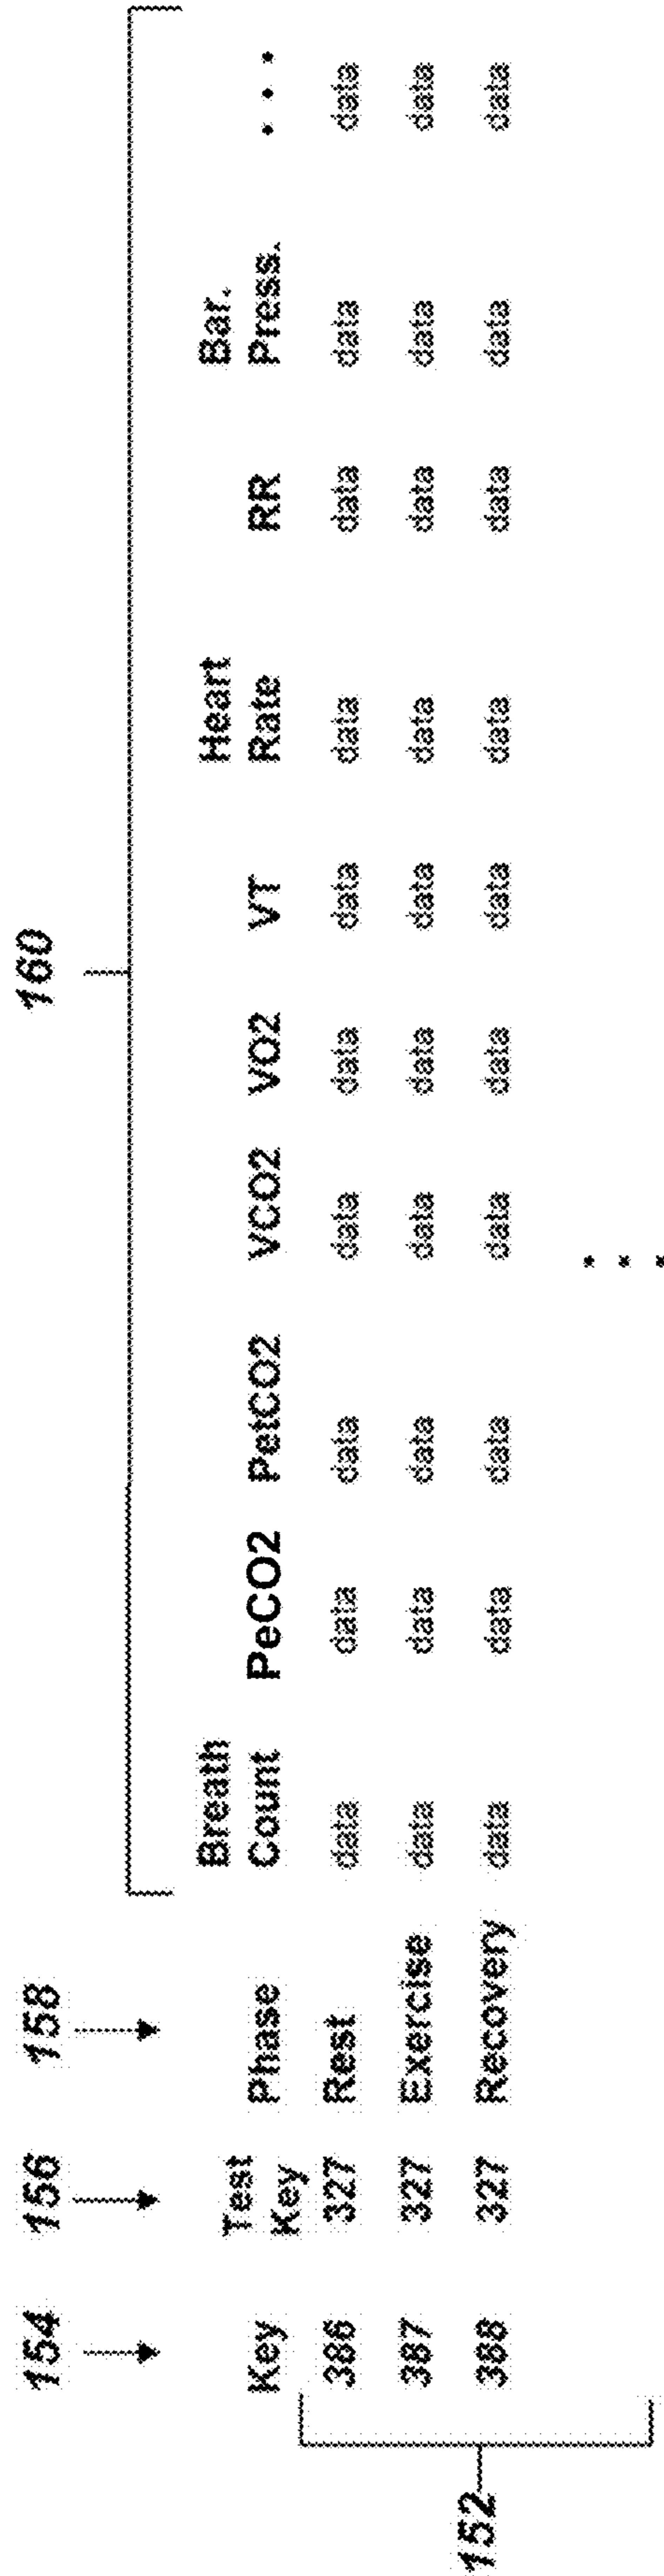 154 156 158 160
Breath Heart Bar.
Test
Key Key Phase Count PeCO2 PetCO2 VCO2 VO2 VT Rate RR Press. . . .
386 327 Rest data data data data data data data data data
387 327 Exercise data data data data data data data data data
388 327 Recovery data data data data data data data data data
152